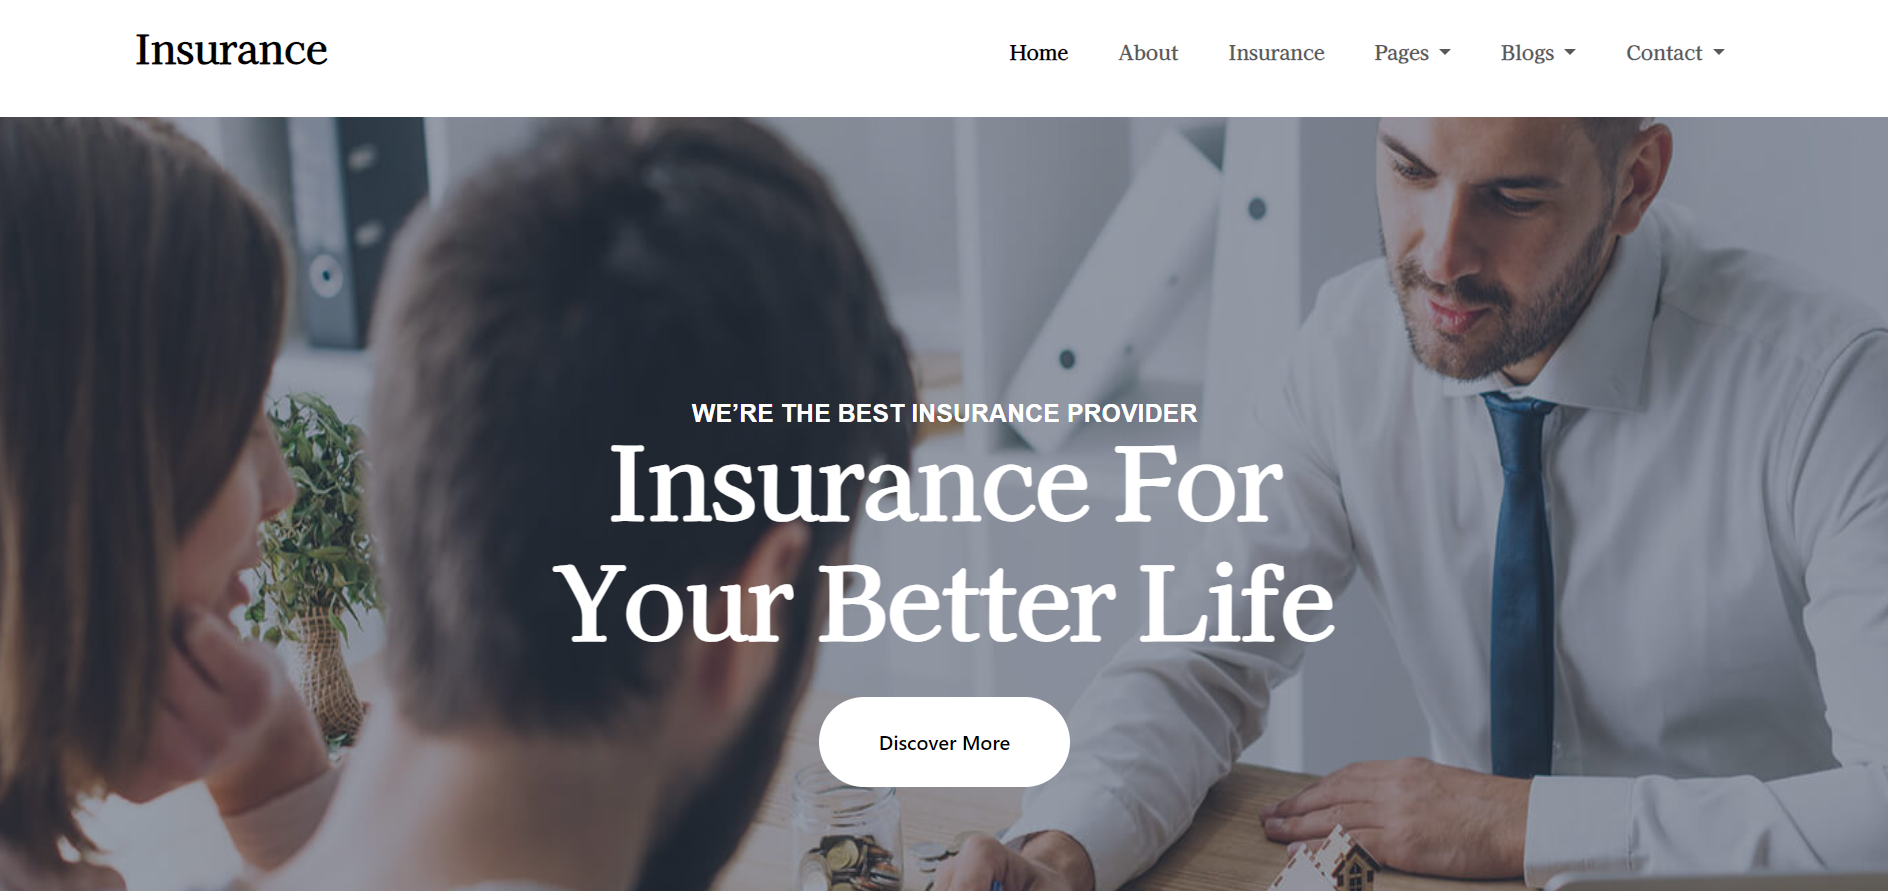 Insurance
Home About Insurance Pages Blogs Contact
WE’RE THE BEST INSURANCE PROVIDER
Insurance For
Your Better Life
Discover More